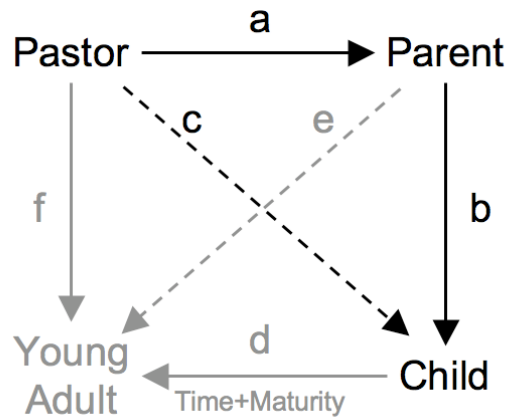 a
Pastor Parent
c e
f b
Young
Adult
d
Child
Time+Maturity